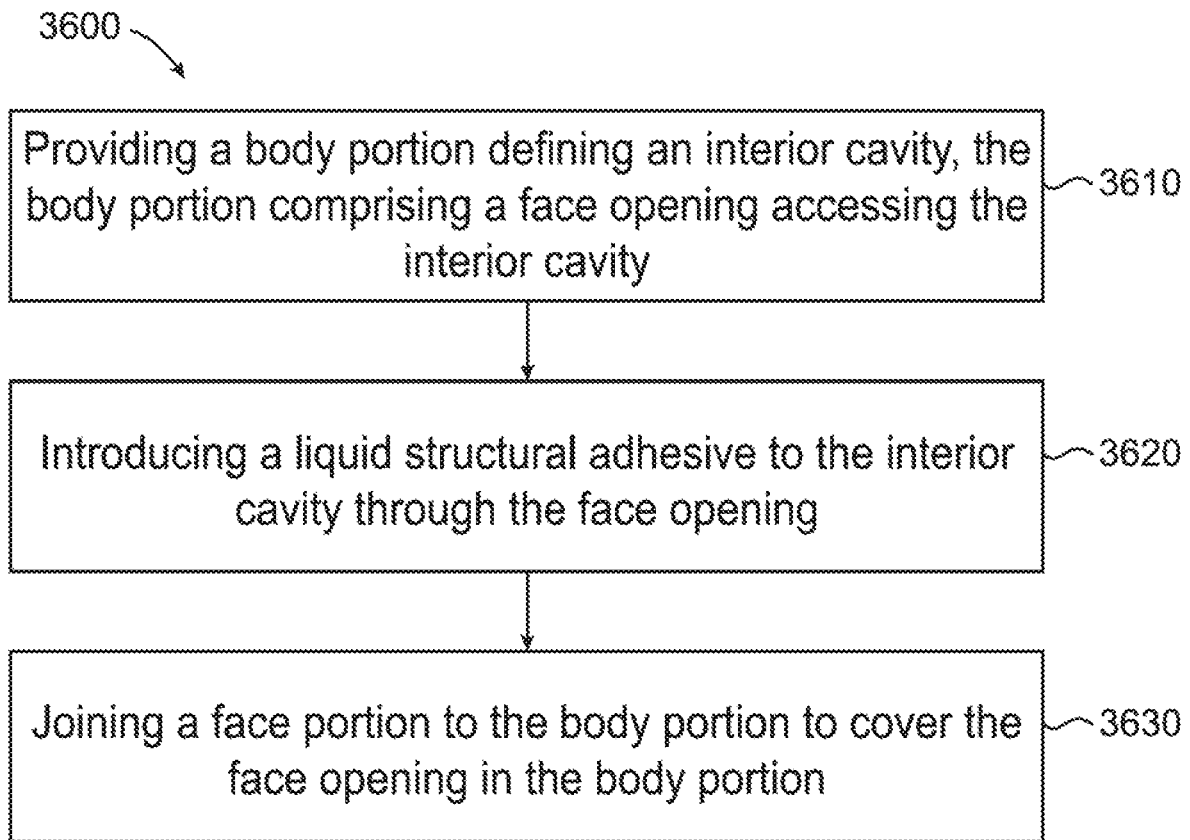 3600
Providing a body portion defining an interior cavity, the
body portion comprising a face opening accessing the
interior cavity
3610
Introducing a liquid structural adhesive to the interior
cavity through the face opening
3620
Joining a face portion to the body portion to cover the
face opening in the body portion
3630